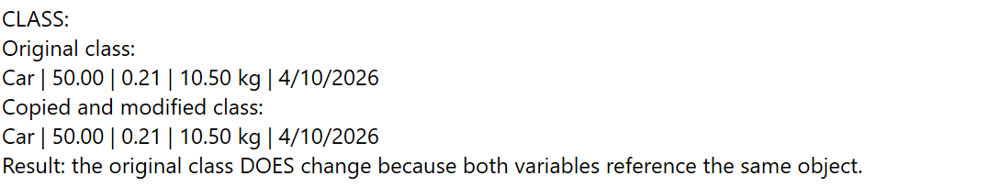 CLASS:
Original class:
Car | 50.00 | 0.21 | 10.50 kg | 4/10/2026
Copied and modified class:
Car | 50.00 | 0.21 | 10.50 kg | 4/10/2026
Result: the original class DOES change because both variables reference the same object.